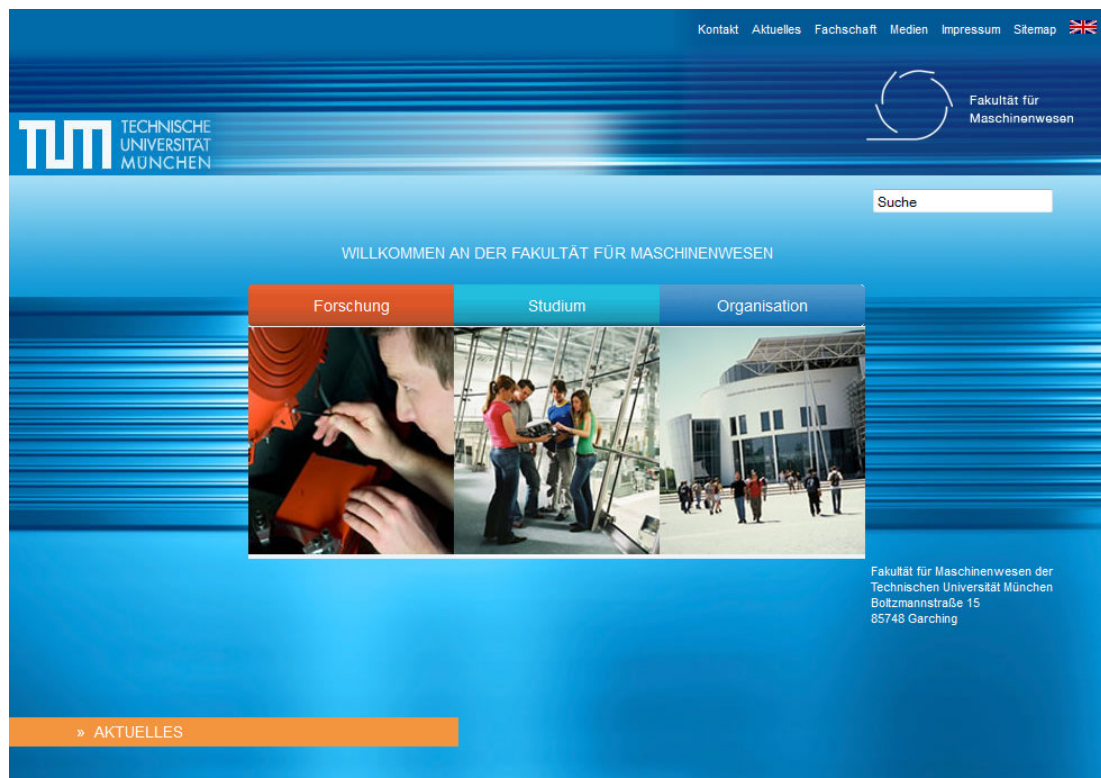 Kontakt Aktuelles Fachschaft Medien Impressum Sitemap
Fakultät für
Maschinenwesen
TUM
TECHNISCHE
UNIVERSITÄT
MÜNCHEN
Suche
WILLKOMMEN AN DER FAKULTÄT FÜR MASCHINENWESEN
Forschung Studium Organisation
Fakultät für Maschinenwesen der
Technischen Universität München
Boltzmannstraße 15
85748 Garching
» AKTUELLES